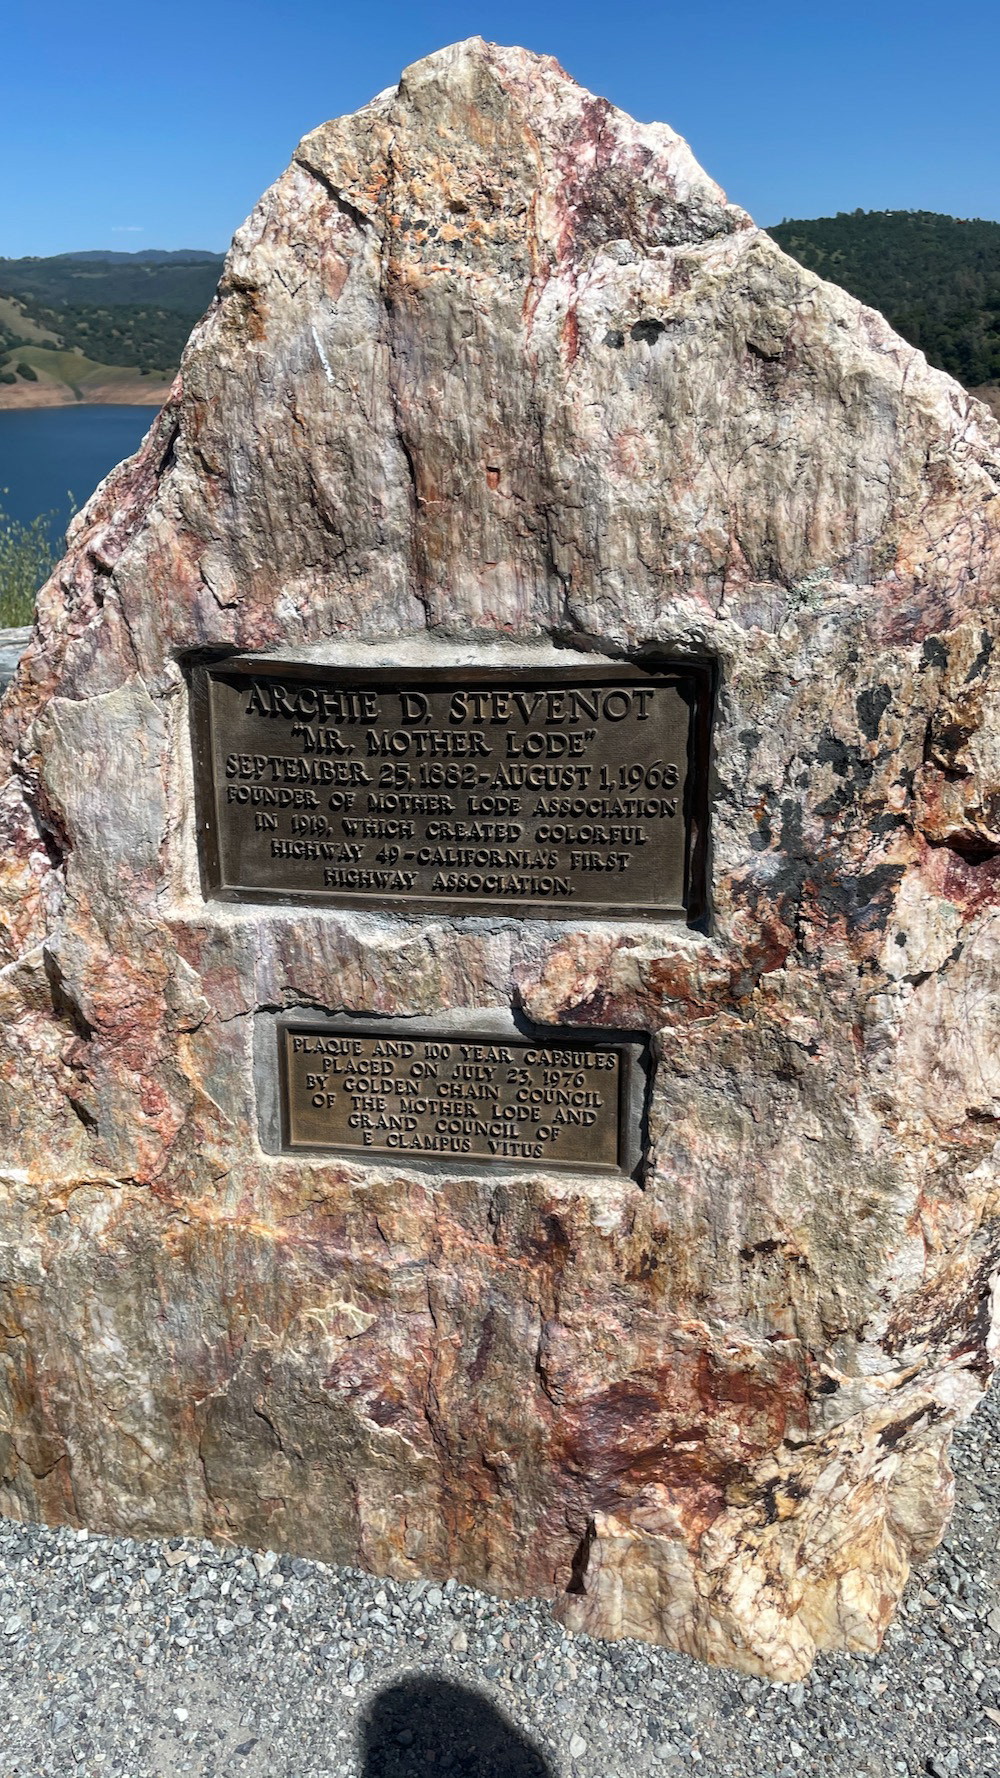 ARCHIE D. STEVENOT
"MR. MOTHER LODE"
SEPTEMBER 25, 1882-AUGUST 1, 1968
FOUNDER OF MOTHER LODE ASSOCIATION
IN 1919, WHICH CREATED COLORFUL
HIGHWAY 49-CALIFORNIA'S FIRST
HIGHWAY ASSOCIATION.
PLAQUE AND 100 YEAR CAPSULES
PLACED ON JULY 23, 1976
BY GOLDEN CHAIN COUNCIL
OF THE MOTHER LODE AND
GRAND COUNCIL OF
E CLAMPUS VITUS